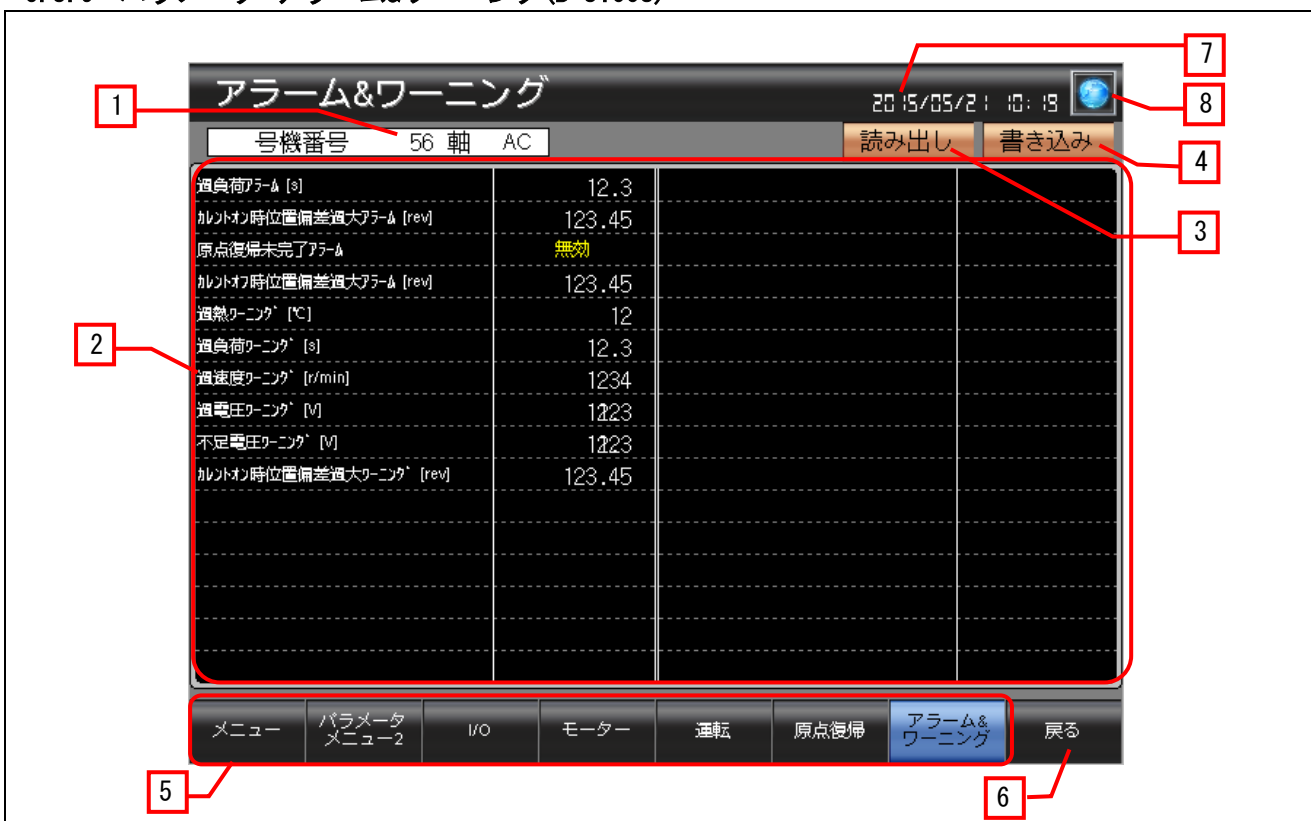 アラーム&ワーニング
2015/05/21 10:19
号機番号 56 軸 AC
読み出し 書き込み
過負荷ｱﾗｰﾑ [s] 12.3
ｶﾚﾝﾄｵﾝ時位置偏差過大ｱﾗｰﾑ [rev] 123.45
原点復帰未完了ｱﾗｰﾑ 無効
ｶﾚﾝﾄｵﾌ時位置偏差過大ｱﾗｰﾑ [rev] 123.45
過熱ﾜｰﾆﾝｸﾞ [℃] 12
過負荷ﾜｰﾆﾝｸﾞ [s] 12.3
過速度ﾜｰﾆﾝｸﾞ [r/min] 1234
過電圧ﾜｰﾆﾝｸﾞ [V]
不足電圧ﾜｰﾆﾝｸﾞ [V]
ｶﾚﾝﾄｵﾝ時位置偏差過大ﾜｰﾆﾝｸﾞ [rev] 123.45
メニュー
パラメータ
メニュー2
I/O
モーター
運転
原点復帰
アラーム&
ワーニング
戻る
1
2
3
4
5
6
7
8